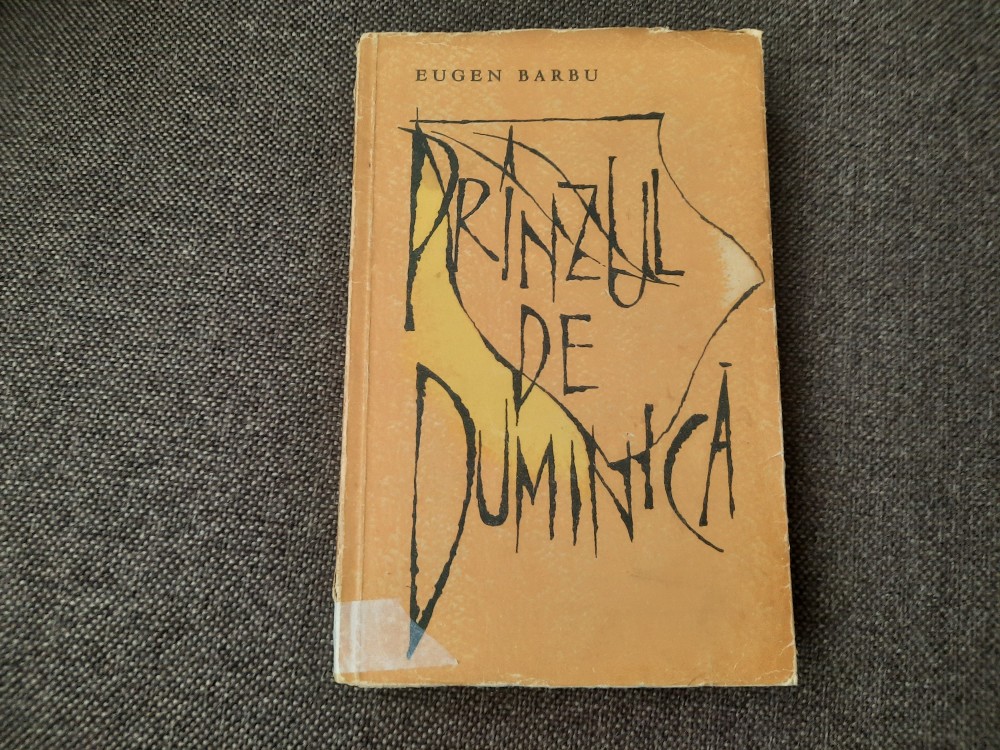 EUGEN BARBU
PRÎNZUL
DE
DUMINICĂ